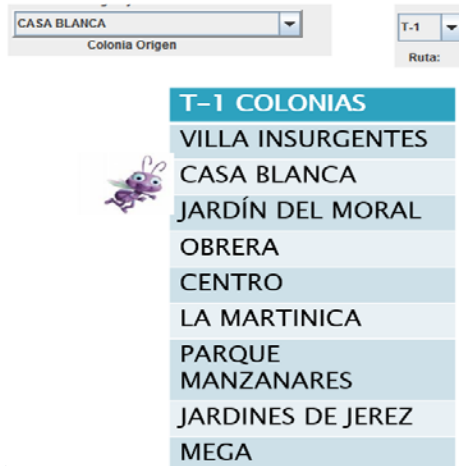 CASA BLANCA
Colonia Origen
T-1
Ruta:
T-1 COLONIAS
VILLA INSURGENTES
CASA BLANCA
JARDÍN DEL MORAL
OBRERA
CENTRO
LA MARTINICA
PARQUE
MANZANARES
JARDINES DE JEREZ
MEGA